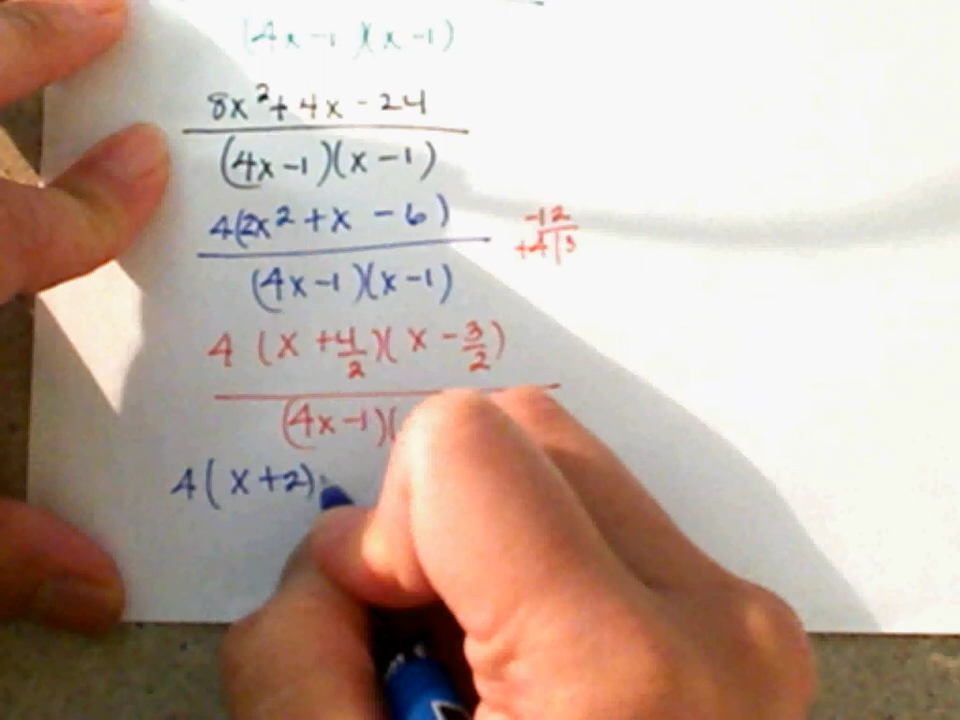 (4x-1)(x-1)
8x²+4x-24
(4x-1)(x-1)
4(2x²+x-6)
(4x-1)(x-1)
-12
+4|3
4(x+4/2)(x-3/2)
(4x-1)(
4(x+2)